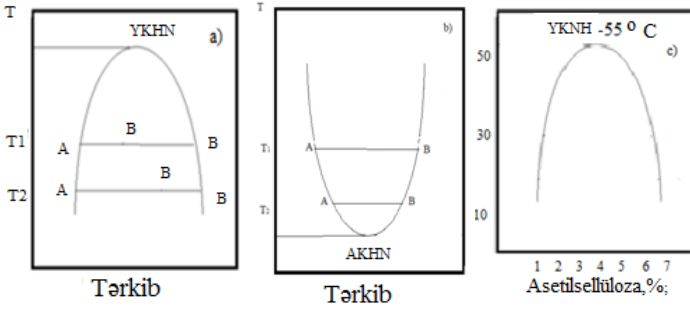 T
YKHN
a)
T1
A
B
B
T2
A
B
B
Tərkib
T
b)
T1
A
B
T2
A
B
AKHN
Tərkib
YKNH -55 º C
c)
50
30
10
1 2 3 4 5 6 7
Asetilsellüloza,%;